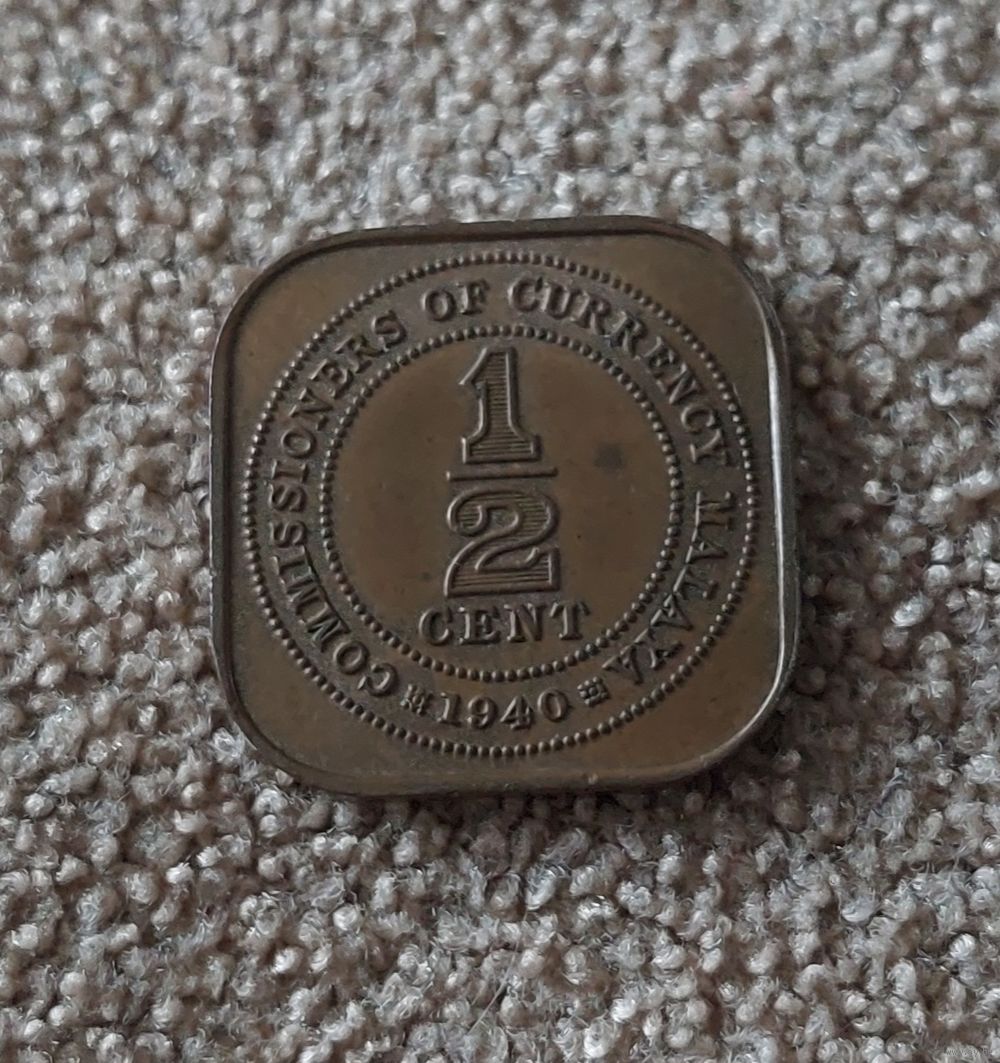 COMMISSIONERS OF CURRENCY MALAYA
1
2
CENT
1940